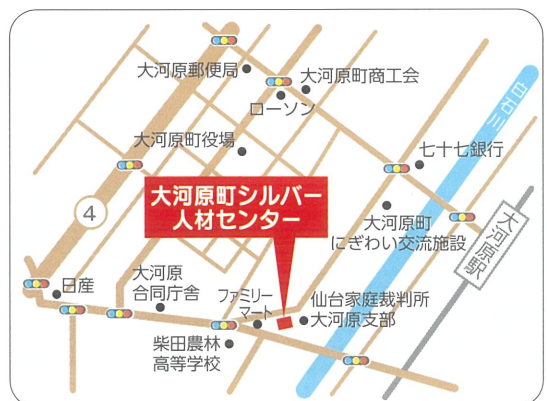 大河原郵便局
大河原町商工会
ローソン
白石川
大河原町役場
七十七銀行
大河原町シルバー
人材センター
4
大河原町
にぎわい交流施設
大河原駅
日産
大河原
合同庁舎
ファミリー
マート
仙台家庭裁判所
大河原支部
柴田農林
高等学校